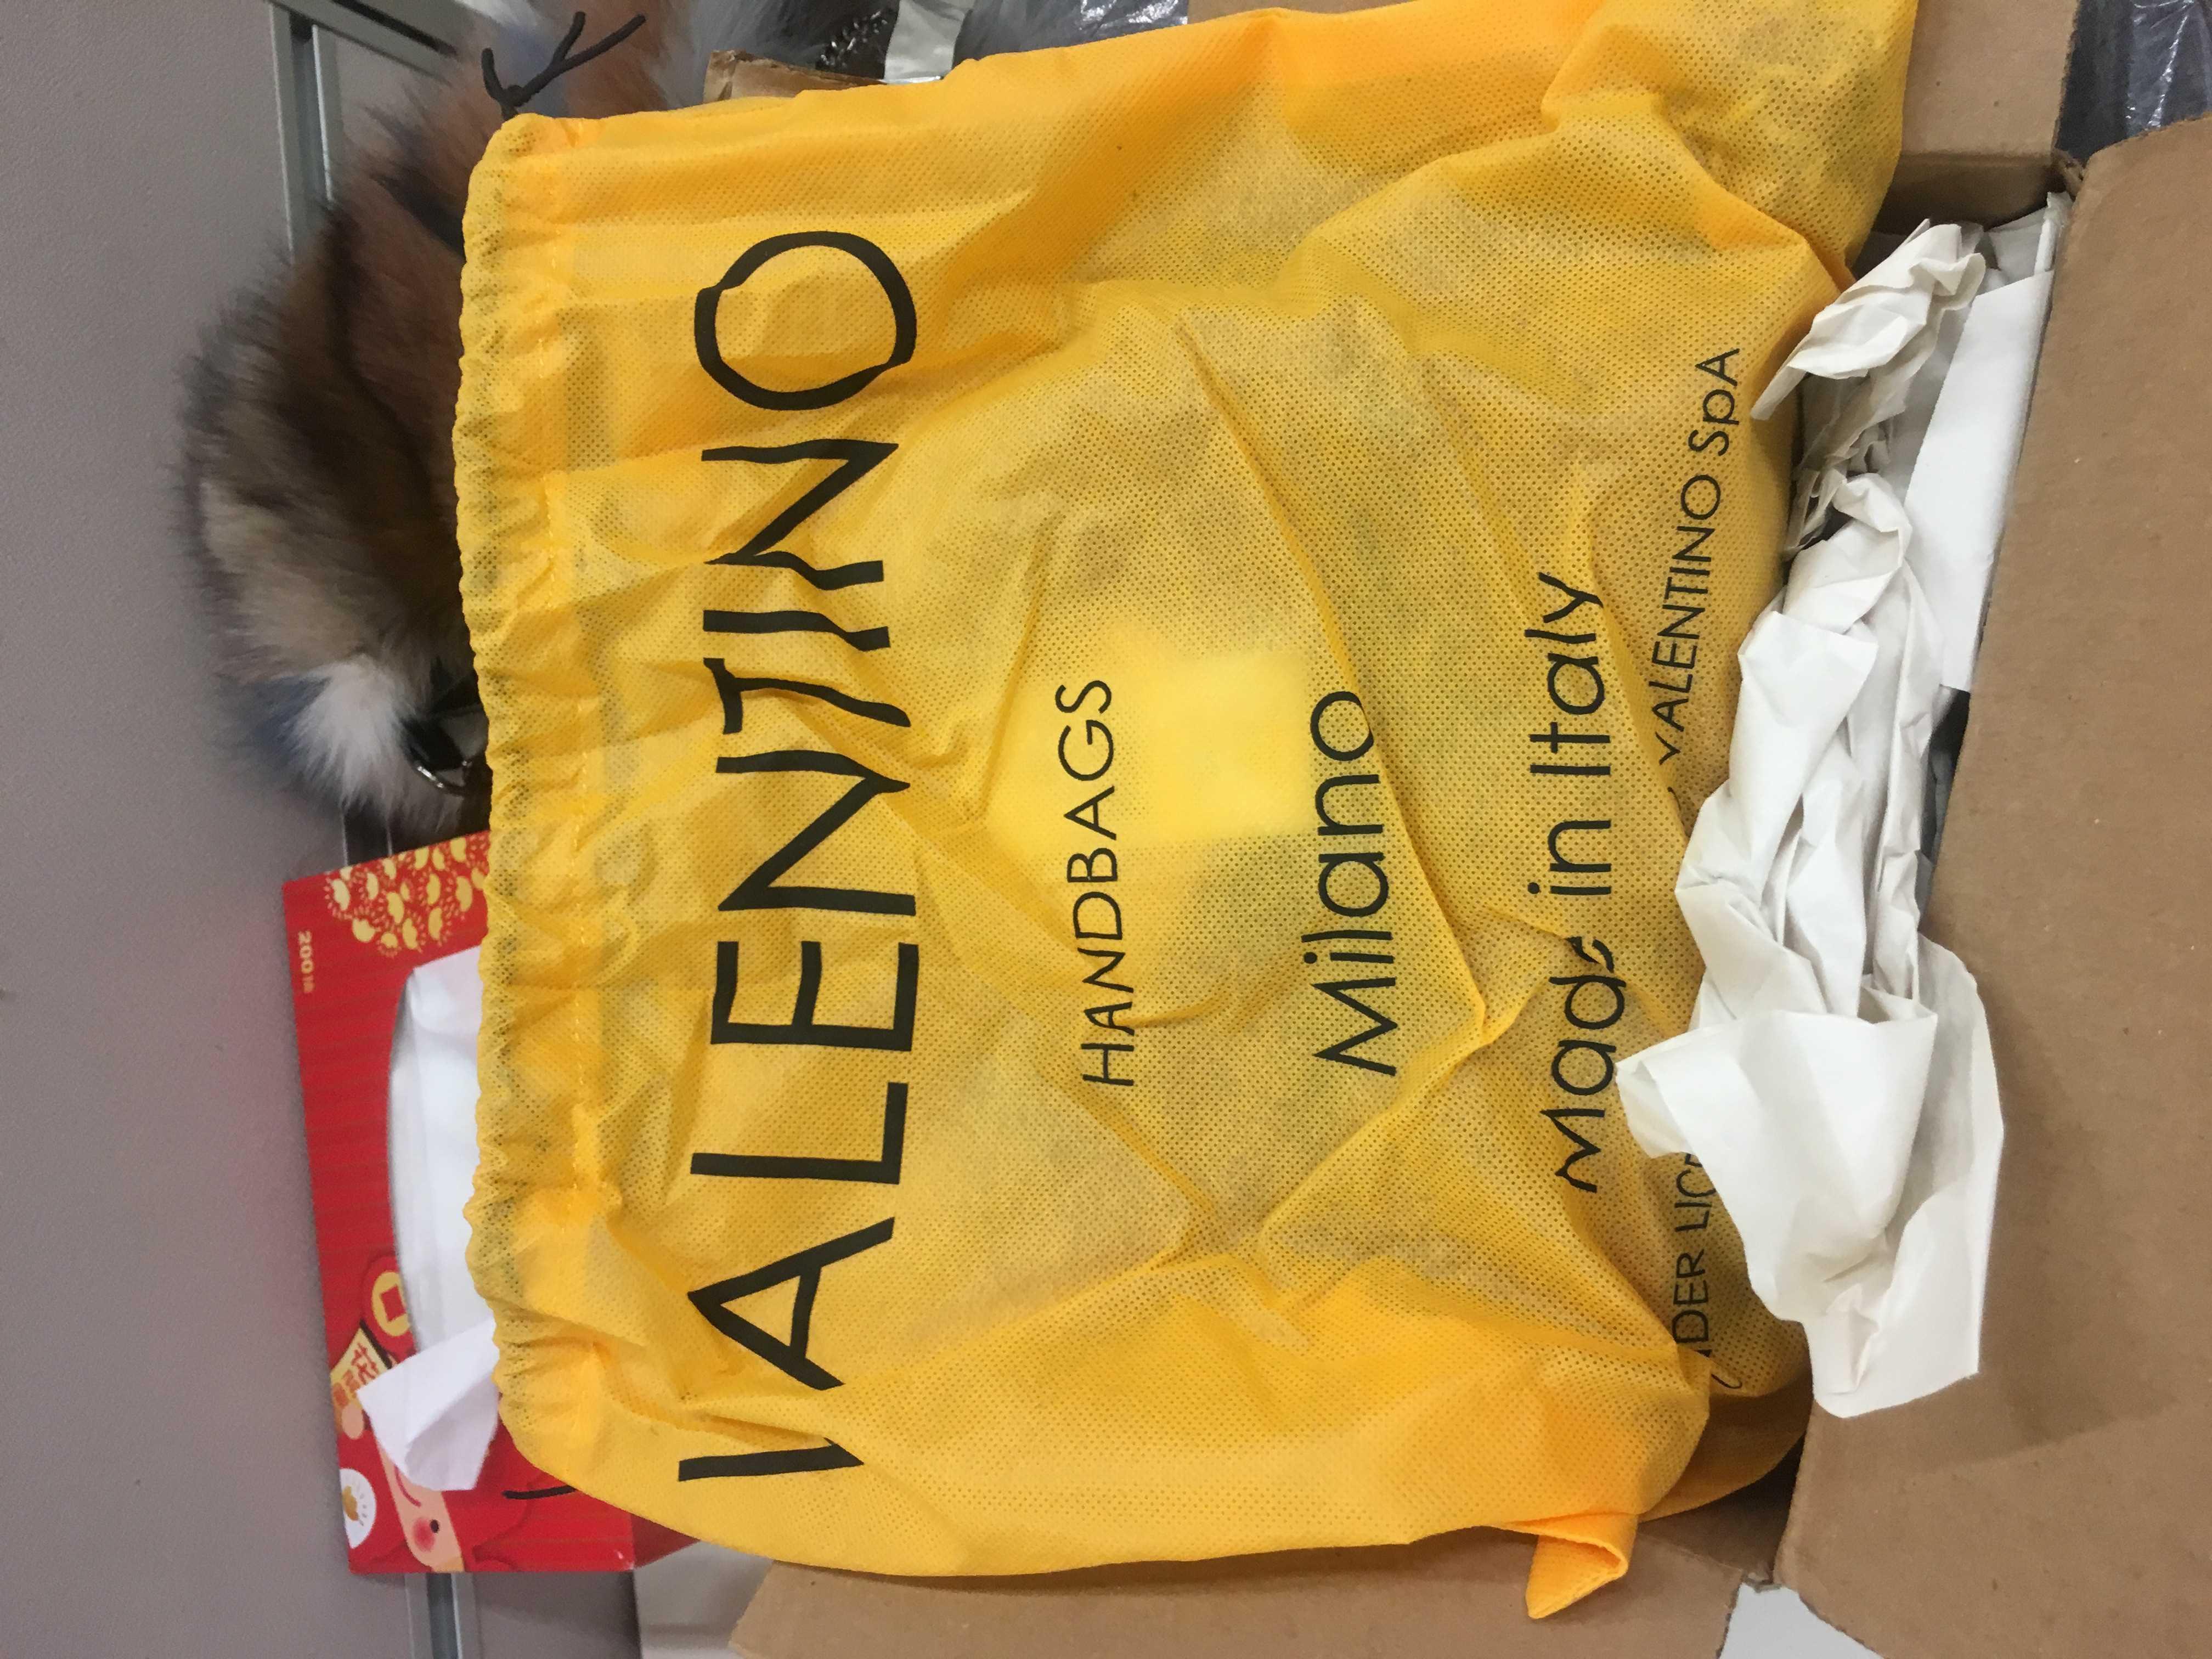 VALENTINO
HANDBAGS
Milano
Made in Italy
VALENTINO SpA